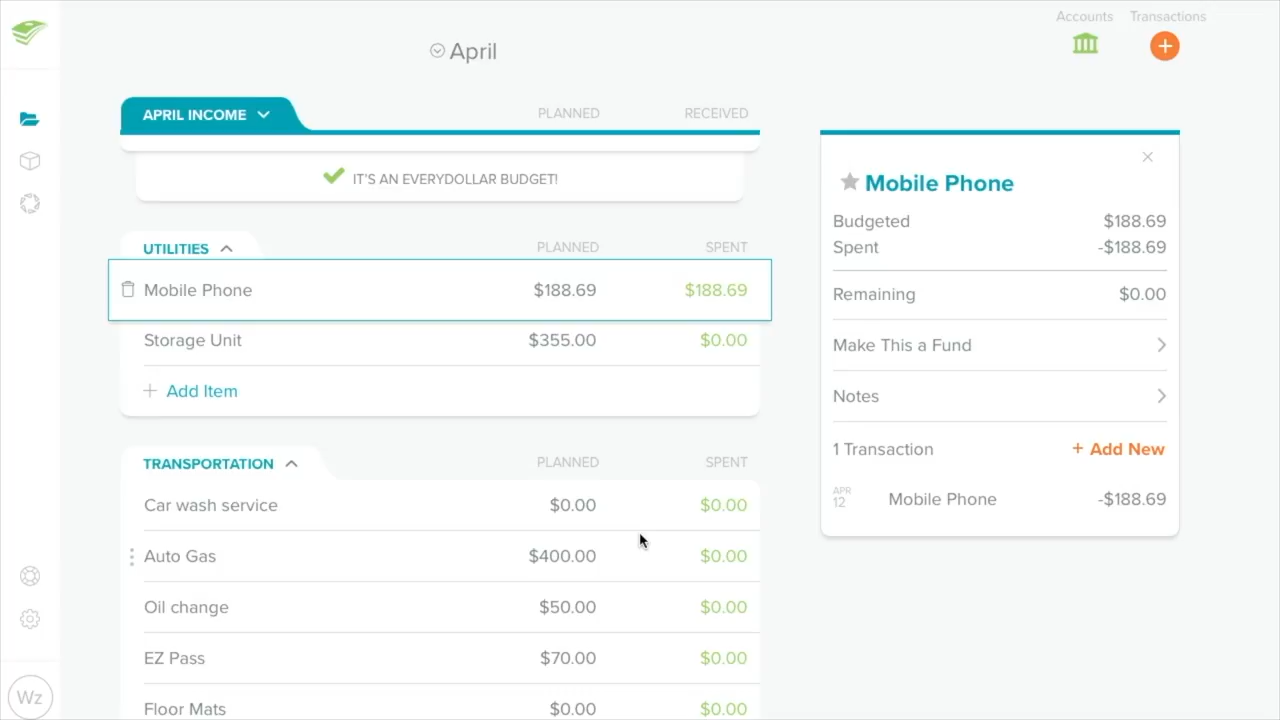 Accounts Transactions
April
APRIL INCOME PLANNED RECEIVED
IT'S AN EVERYDOLLAR BUDGET!
UTILITIES PLANNED SPENT
Mobile Phone $188.69 $188.69
Storage Unit $355.00 $0.00
+ Add Item
TRANSPORTATION PLANNED SPENT
Car wash service $0.00 $0.00
Auto Gas $400.00 $0.00
Oil change $50.00 $0.00
EZ Pass $70.00 $0.00
Floor Mats $0.00 $0.00
Mobile Phone
Budgeted $188.69
Spent -$188.69
Remaining $0.00
Make This a Fund
Notes
1 Transaction + Add New
APR
12 Mobile Phone -$188.69
Wz